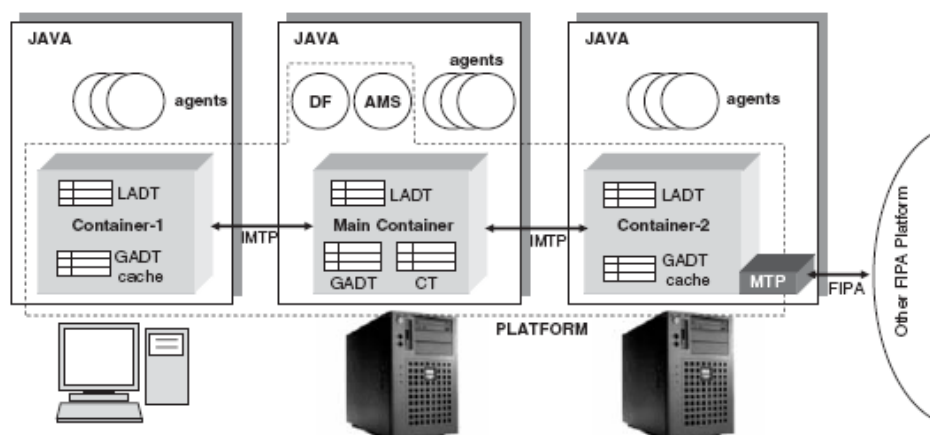 JAVA
agents
LADT
Container-1
GADT
cache
IMTP
JAVA
DF
AMS
agents
LADT
Main Container
GADT
CT
IMTP
JAVA
agents
LADT
Container-2
GADT
cache
MTP
FIPA
Other FIPA Platform
PLATFORM